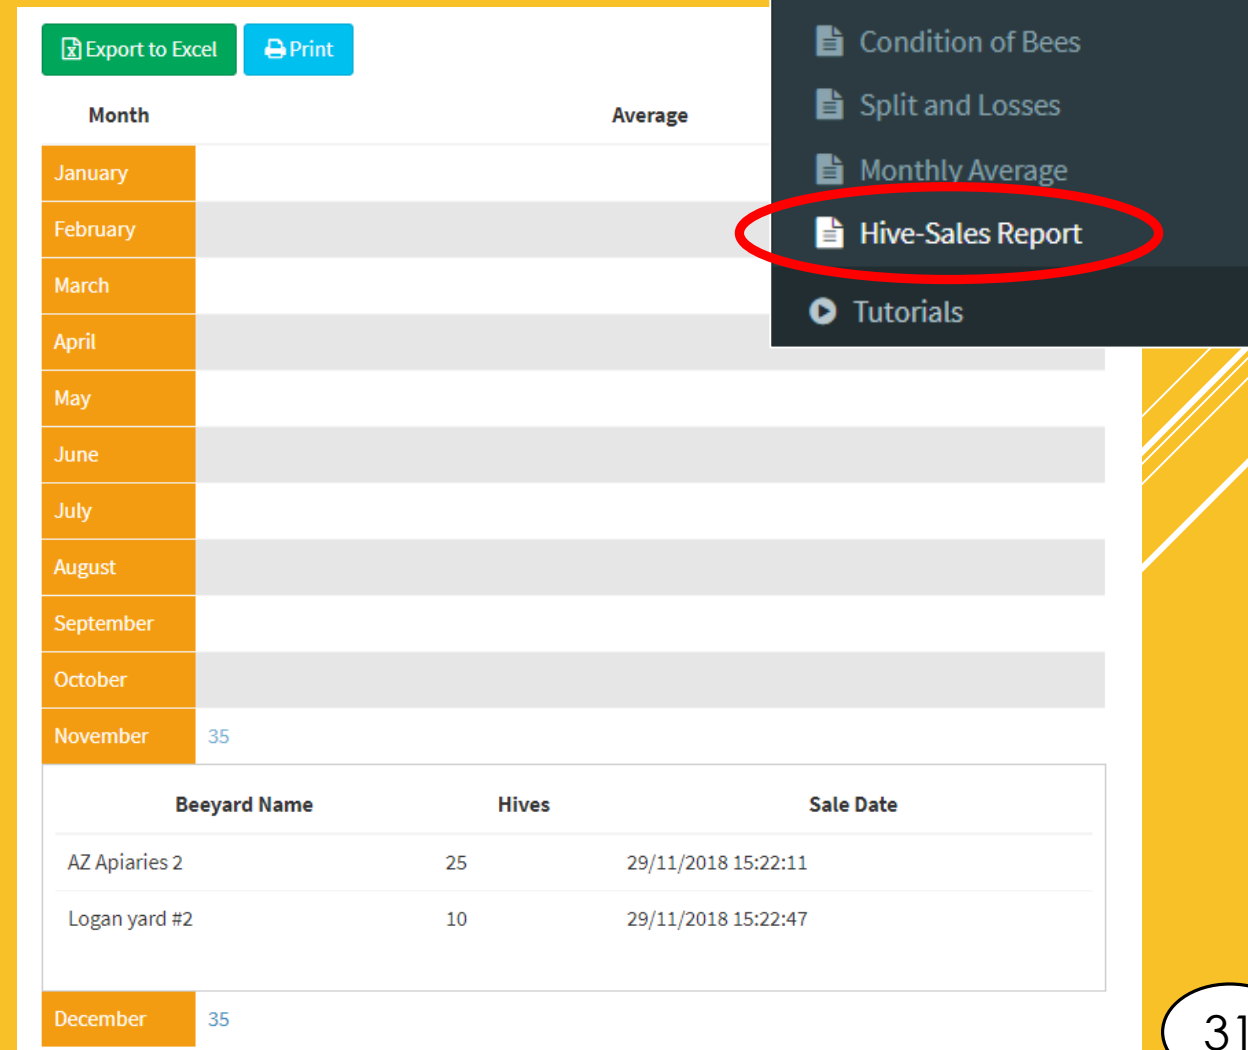 Export to Excel
Print
Month Average
January
February
March
April
May
June
July
August
September
October
November 35
Beeyard Name Hives Sale Date
AZ Apiaries 2 25 29/11/2018 15:22:11
Logan yard #2 10 29/11/2018 15:22:47
December 35
Condition of Bees
Split and Losses
Monthly Average
Hive-Sales Report
Tutorials
31